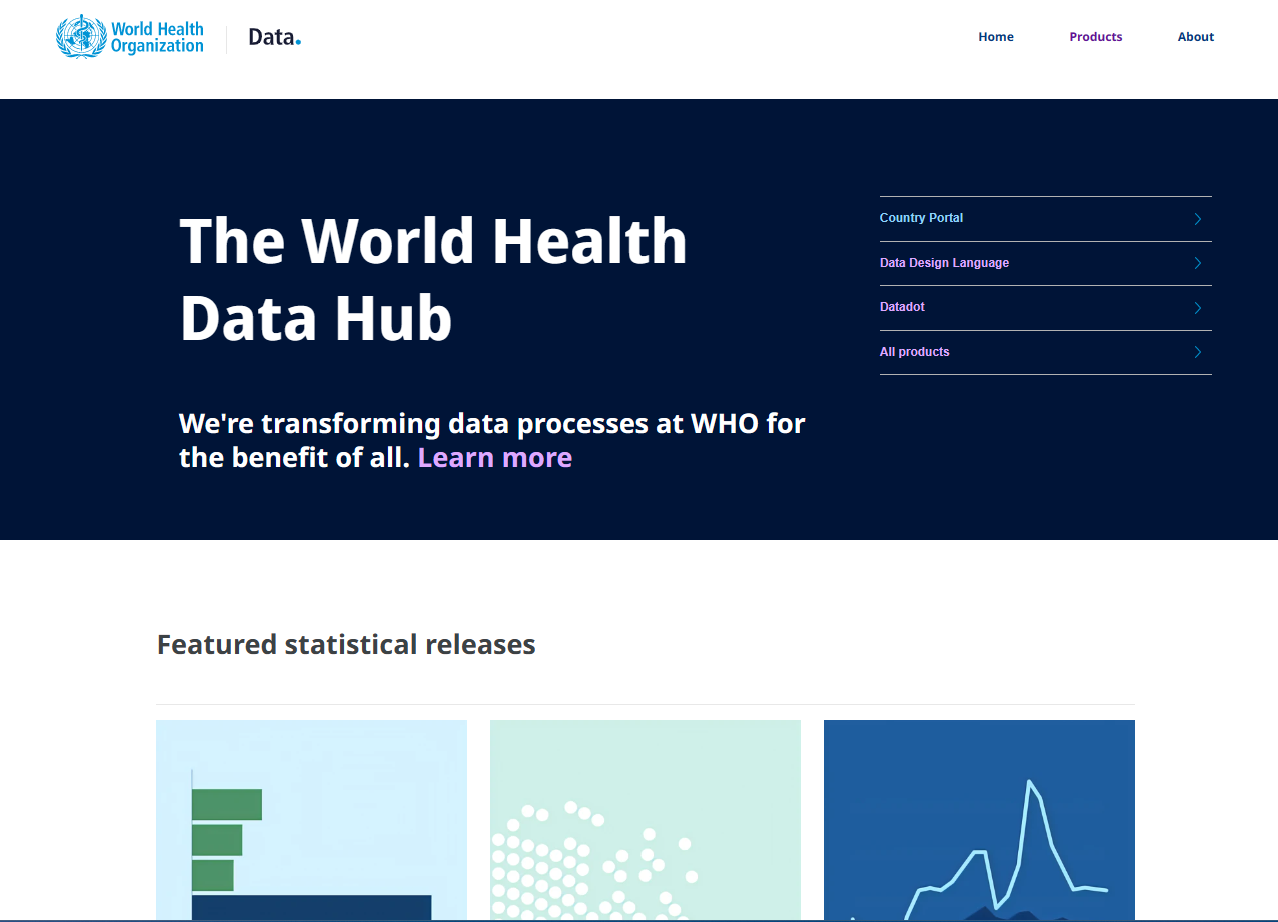 World Health
Organization
Data.
Home
Products
About
The World Health
Data Hub
We're transforming data processes at WHO for
the benefit of all. Learn more
Country Portal
Data Design Language
Datadot
All products
Featured statistical releases